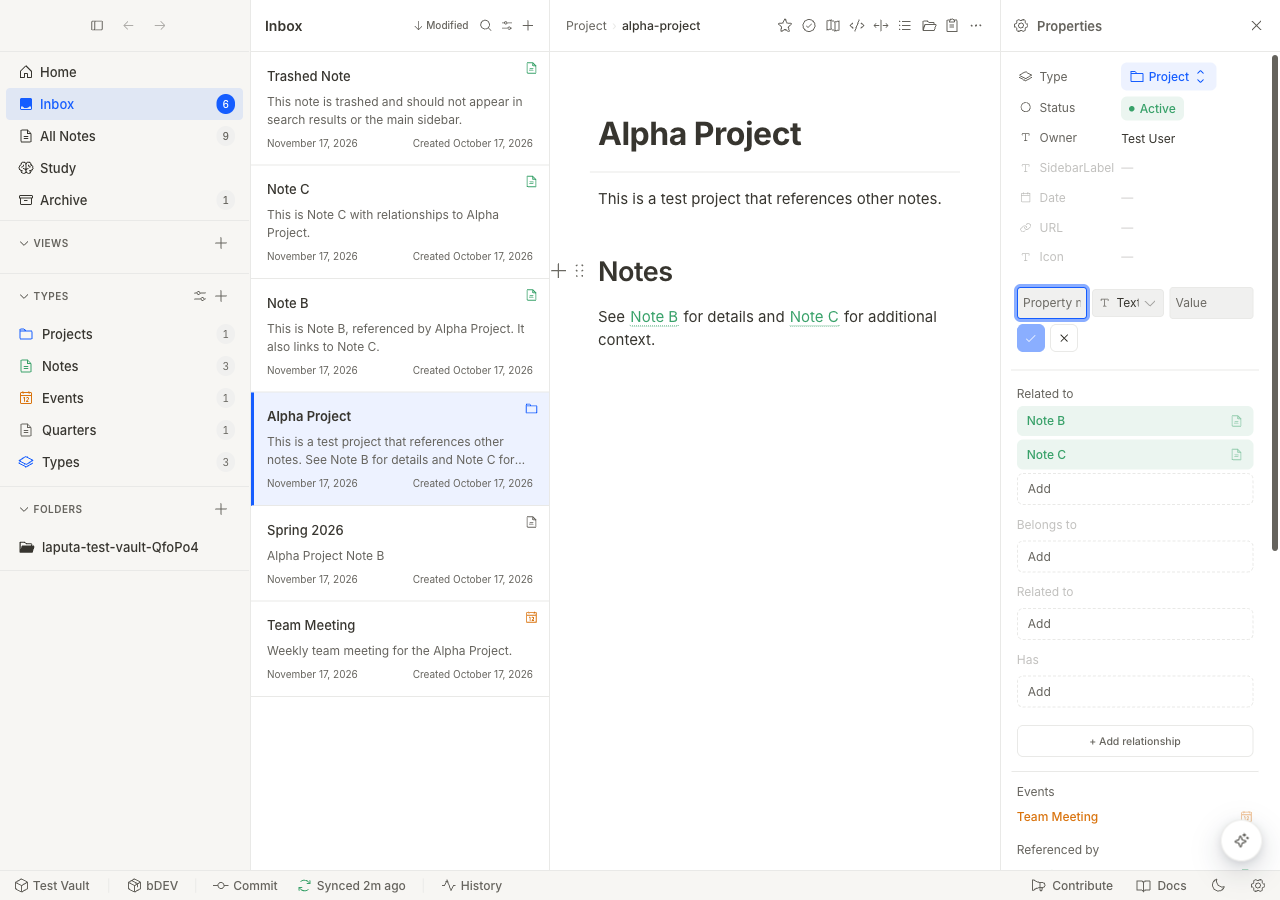 Home
Inbox
6
All Notes
9
Study
Archive
1
VIEWS
TYPES
Projects
1
Notes
3
Events
1
Quarters
1
Types
3
FOLDERS
laputa-test-vault-QfoPo4
Inbox
Modified
Trashed Note
This note is trashed and should not appear in
search results or the main sidebar.
November 17, 2026
Created October 17, 2026
Note C
This is Note C with relationships to Alpha
Project.
November 17, 2026
Created October 17, 2026
Note B
This is Note B, referenced by Alpha Project. It
also links to Note C.
November 17, 2026
Created October 17, 2026
Alpha Project
This is a test project that references other
notes. See Note B for details and Note C for...
November 17, 2026
Created October 17, 2026
Spring 2026
Alpha Project Note B
November 17, 2026
Created October 17, 2026
Team Meeting
Weekly team meeting for the Alpha Project.
November 17, 2026
Created October 17, 2026
Project
alpha-project
Alpha Project
This is a test project that references other notes.
Notes
See Note B for details and Note C for additional
context.
Properties
Type
Project
Status
Active
Owner
Test User
SidebarLabel
—
Date
—
URL
—
Icon
—
Property n
Text
Value
Related to
Note B
Note C
Add
Belongs to
Add
Related to
Add
Has
Add
+ Add relationship
Events
Team Meeting
Referenced by
Test Vault
bDEV
Commit
Synced 2m ago
History
Contribute
Docs